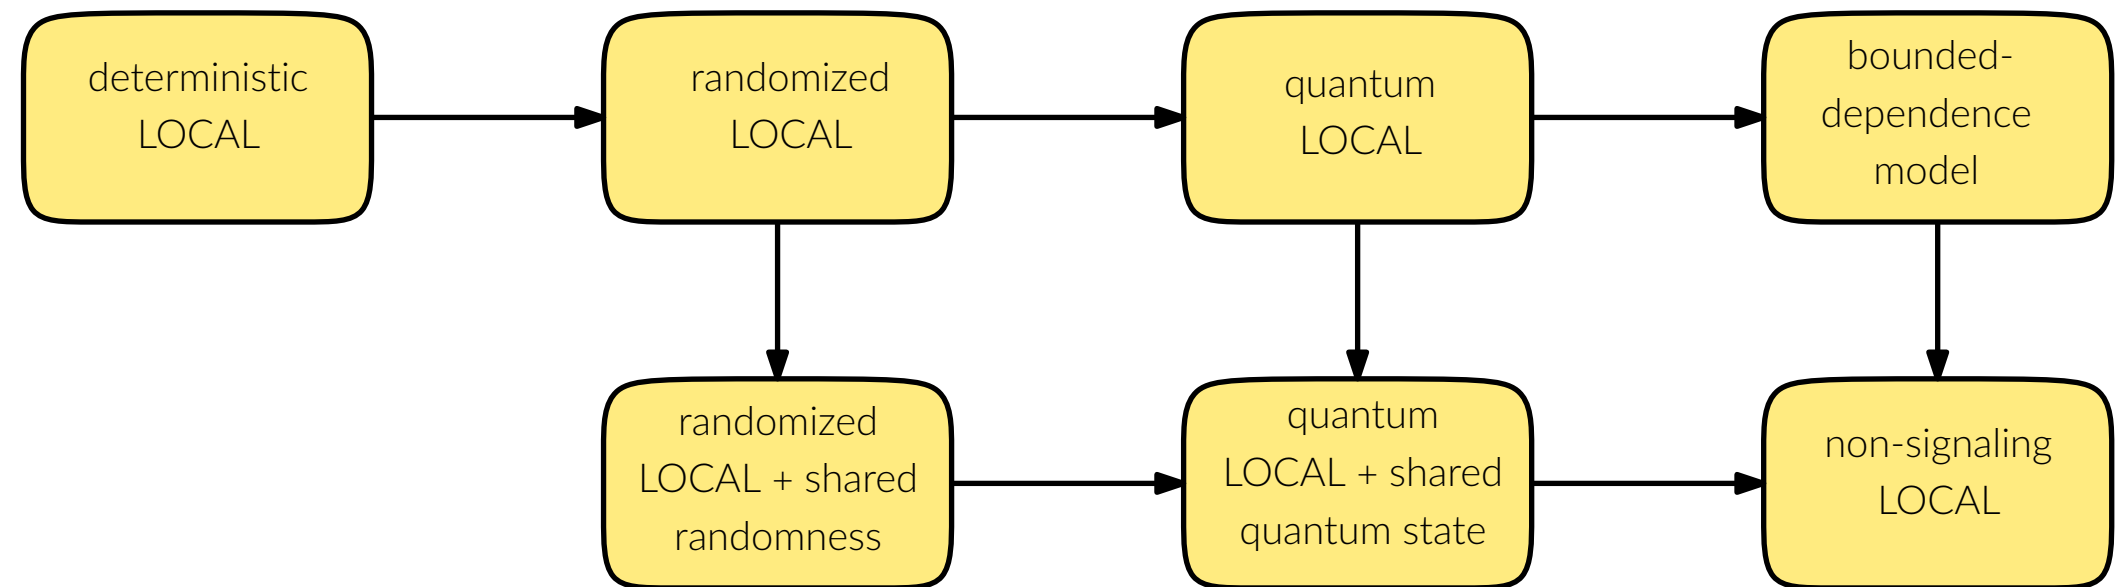 deterministic
LOCAL
randomized
LOCAL
quantum
LOCAL
bounded-
dependence
model
randomized
LOCAL + shared
randomness
quantum
LOCAL + shared
quantum state
non-signaling
LOCAL